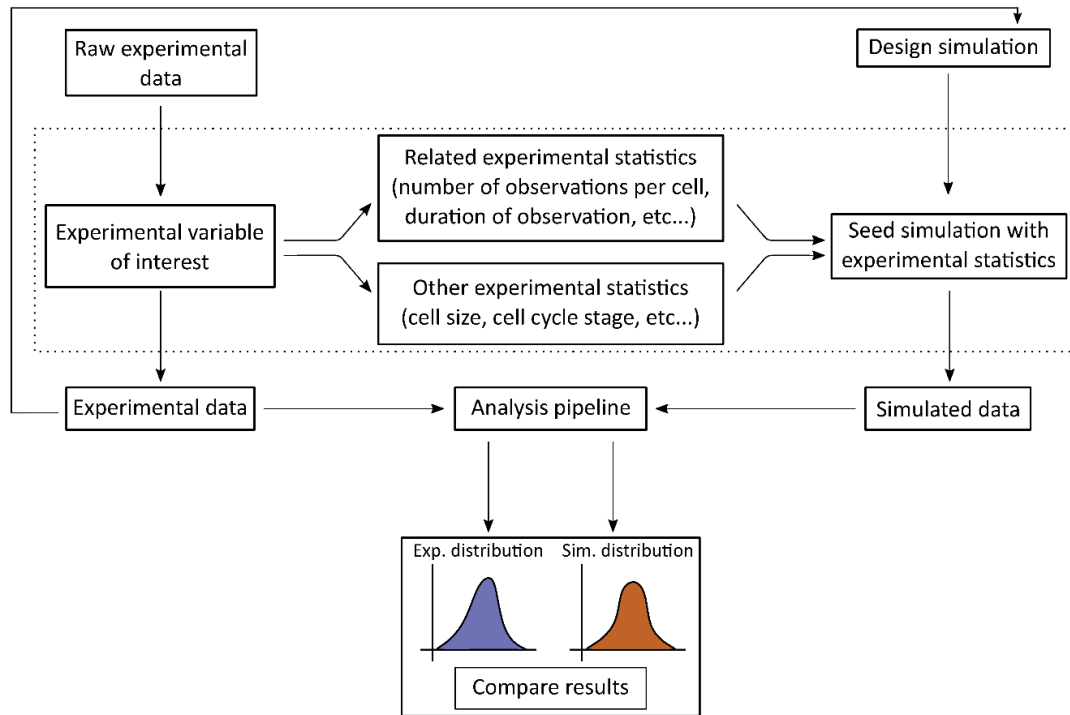 Raw experimental
data
Design simulation
Related experimental statistics
(number of observations per cell,
duration of observation, etc...)
Experimental variable
of interest
Seed simulation with
experimental statistics
Other experimental statistics
(cell size, cell cycle stage, etc...)
Experimental data
Analysis pipeline
Simulated data
Exp. distribution
Sim. distribution
Compare results